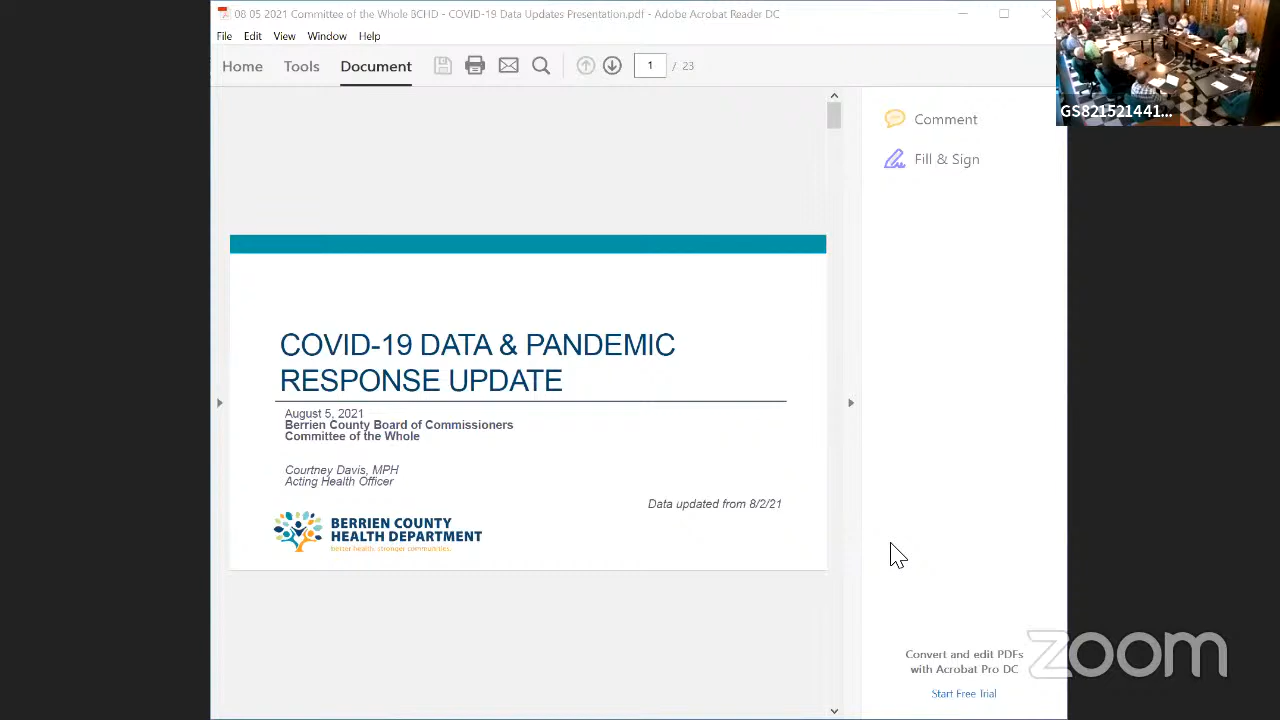 08 05 2021 Committee of the Whole BCHD - COVID-19 Data Updates Presentation.pdf - Adobe Acrobat Reader DC
File Edit View Window Help
Home Tools Document 1 / 23
GS821521441...
Comment
Fill & Sign
COVID-19 DATA & PANDEMIC
RESPONSE UPDATE
August 5, 2021
Berrien County Board of Commissioners
Committee of the Whole
Courtney Davis, MPH
Acting Health Officer
Data updated from 8/2/21
BERRIEN COUNTY
HEALTH DEPARTMENT
better health. stronger communities.
Convert and edit PDFs
with Acrobat Pro DC
Start Free Trial
zoom